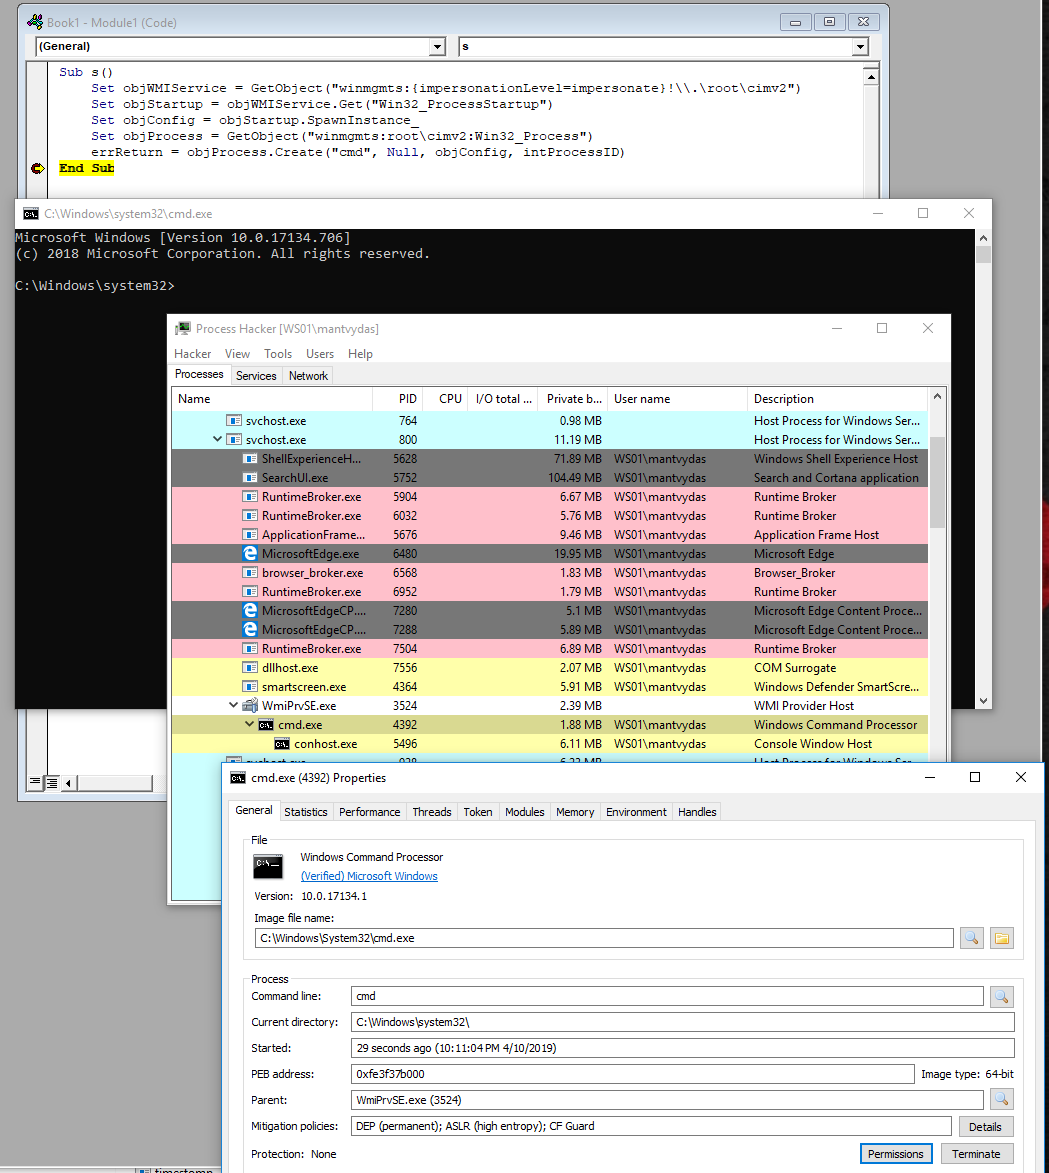 Book1 - Module1 (Code)
(General) s
Sub s()
Set objWMIService = GetObject("winmgmts:{impersonationLevel=impersonate}!\\.\root\cimv2")
Set objStartup = objWMIService.Get("Win32_ProcessStartup")
Set objConfig = objStartup.SpawnInstance_
Set objProcess = GetObject("winmgmts:root\cimv2:Win32_Process")
errReturn = objProcess.Create("cmd", Null, objConfig, intProcessID)
End Sub
C:\Windows\system32\cmd.exe
Microsoft Windows [Version 10.0.17134.706]
(c) 2018 Microsoft Corporation. All rights reserved.
C:\Windows\system32>
Process Hacker [WS01\mantvydas]
Hacker View Tools Users Help
Processes Services Network
Name PID CPU I/O total ... Private b... User name Description
svchost.exe 764 0.98 MB Host Process for Windows Ser...
svchost.exe 800 11.19 MB Host Process for Windows Ser...
ShellExperienceH... 5628 71.89 MB WS01\mantvydas Windows Shell Experience Host
SearchUI.exe 5752 104.49 MB WS01\mantvydas Search and Cortana application
RuntimeBroker.exe 5904 6.67 MB WS01\mantvydas Runtime Broker
RuntimeBroker.exe 6032 5.76 MB WS01\mantvydas Runtime Broker
ApplicationFrame... 5676 9.46 MB WS01\mantvydas Application Frame Host
MicrosoftEdge.exe 6480 19.95 MB WS01\mantvydas Microsoft Edge
browser_broker.exe 6568 1.83 MB WS01\mantvydas Browser_Broker
RuntimeBroker.exe 6952 1.79 MB WS01\mantvydas Runtime Broker
MicrosoftEdgeCP.... 7280 5.1 MB WS01\mantvydas Microsoft Edge Content Proce...
MicrosoftEdgeCP.... 7288 5.89 MB WS01\mantvydas Microsoft Edge Content Proce...
RuntimeBroker.exe 7504 6.89 MB WS01\mantvydas Runtime Broker
dllhost.exe 7556 2.07 MB WS01\mantvydas COM Surrogate
smartscreen.exe 4364 5.91 MB WS01\mantvydas Windows Defender SmartScre...
WmiPrvSE.exe 3524 2.39 MB WMI Provider Host
cmd.exe 4392 1.88 MB WS01\mantvydas Windows Command Processor
conhost.exe 5496 6.11 MB WS01\mantvydas Console Window Host
cmd.exe (4392) Properties
General Statistics Performance Threads Token Modules Memory Environment Handles
File
Windows Command Processor
(Verified) Microsoft Windows
Version: 10.0.17134.1
Image file name:
C:\Windows\System32\cmd.exe
Process
Command line: cmd
Current directory: C:\Windows\system32\
Started: 29 seconds ago (10:11:04 PM 4/10/2019)
PEB address: 0xfe3f37b000 Image type: 64-bit
Parent: WmiPrvSE.exe (3524)
Mitigation policies: DEP (permanent); ASLR (high entropy); CF Guard Details
Protection: None Permissions Terminate